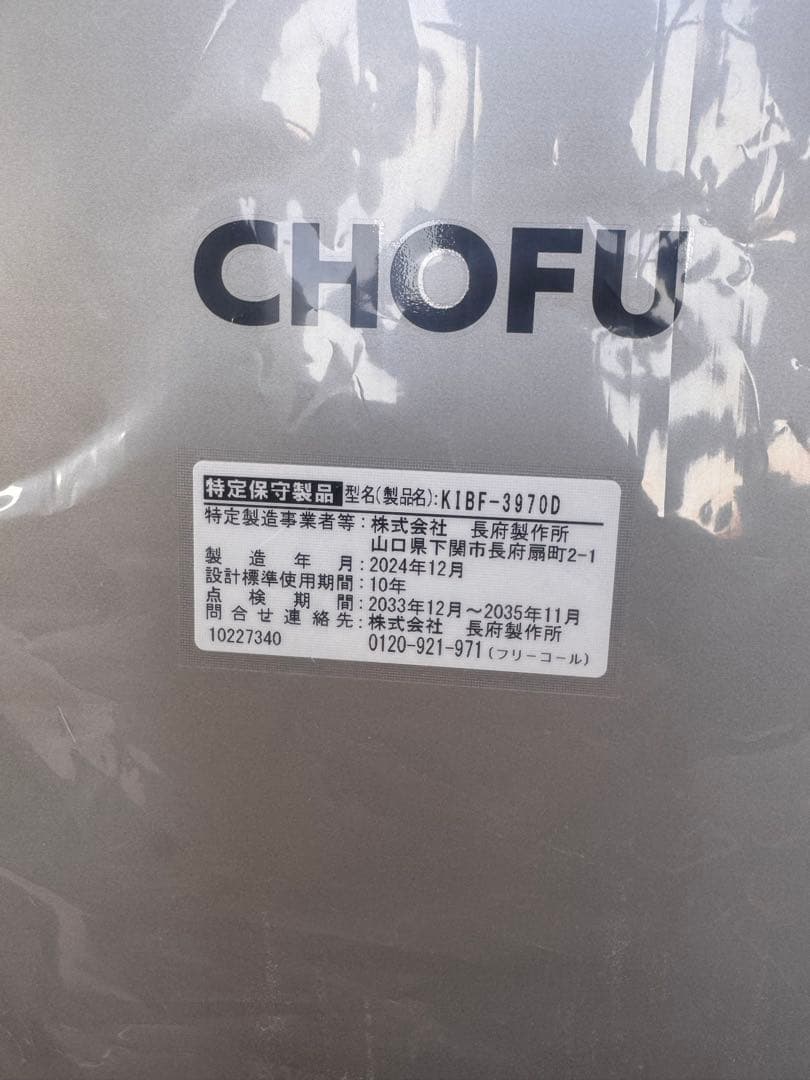 CHOFU
特定保守製品 型名(製品名):KIBF-3970D
特定製造事業者等:株式会社 長府製作所
山口県下関市長府扇町2-1
製造年月:2024年12月
設計標準使用期間:10年
点検期間:2033年12月〜2035年11月
問合せ連絡先:株式会社 長府製作所
10227340 0120-921-971(フリーコール)